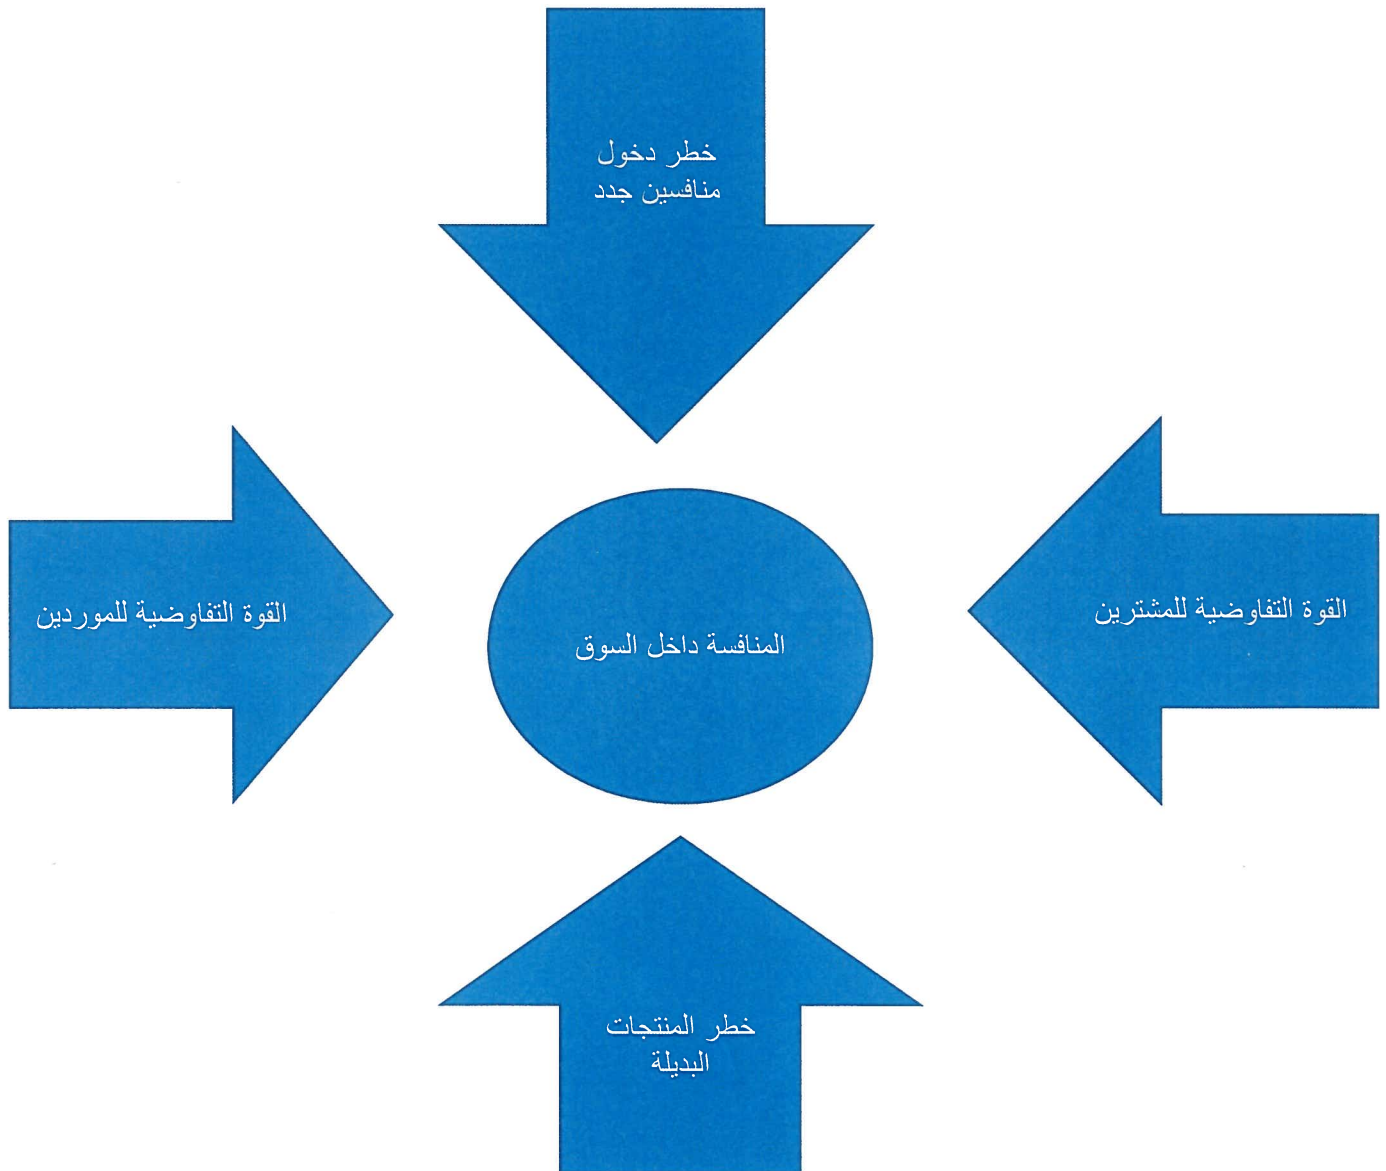 خطر دخول
منافسين جدد
القوة التفاوضية للمشترين
القوة التفاوضية للموردين
المنافسة داخل السوق
خطر المنتجات
البديلة